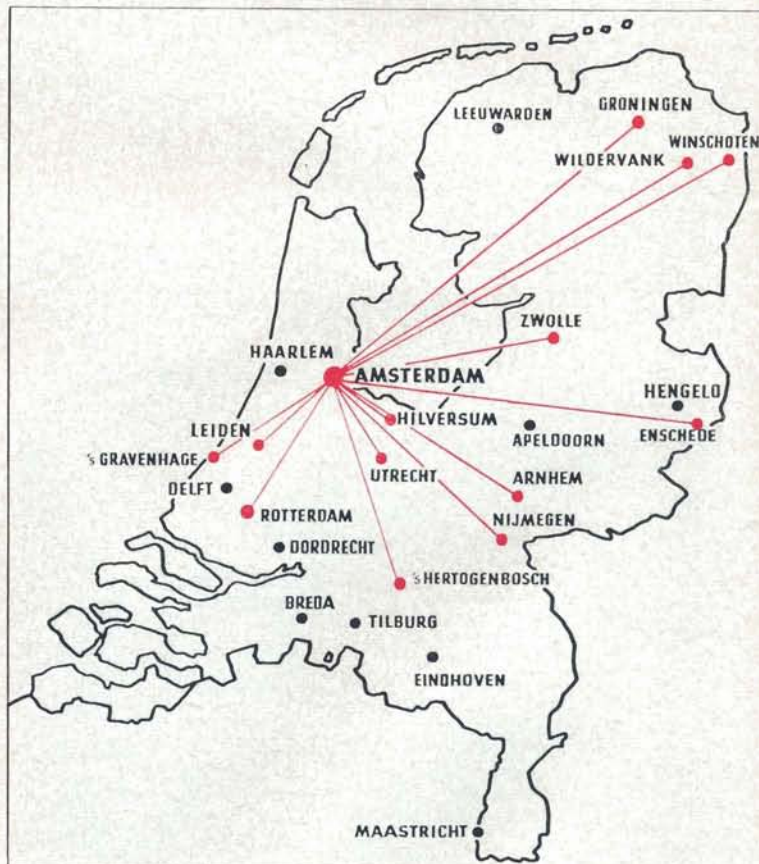 GRONINGEN
LEEUWARDEN
WINSCHOTEN
WILDERVANK
ZWOLLE
HAARLEM
AMSTERDAM
HENGELO
HILVERSUM
LEIDEN
APELDOORN
ENSCHEDE
'sGRAVENHAGE
UTRECHT
DELFT
ARNHEM
ROTTERDAM
NIJMEGEN
DORDRECHT
'sHERTOGENBOSCH
BREDA
TILBURG
EINDHOVEN
MAASTRICHT